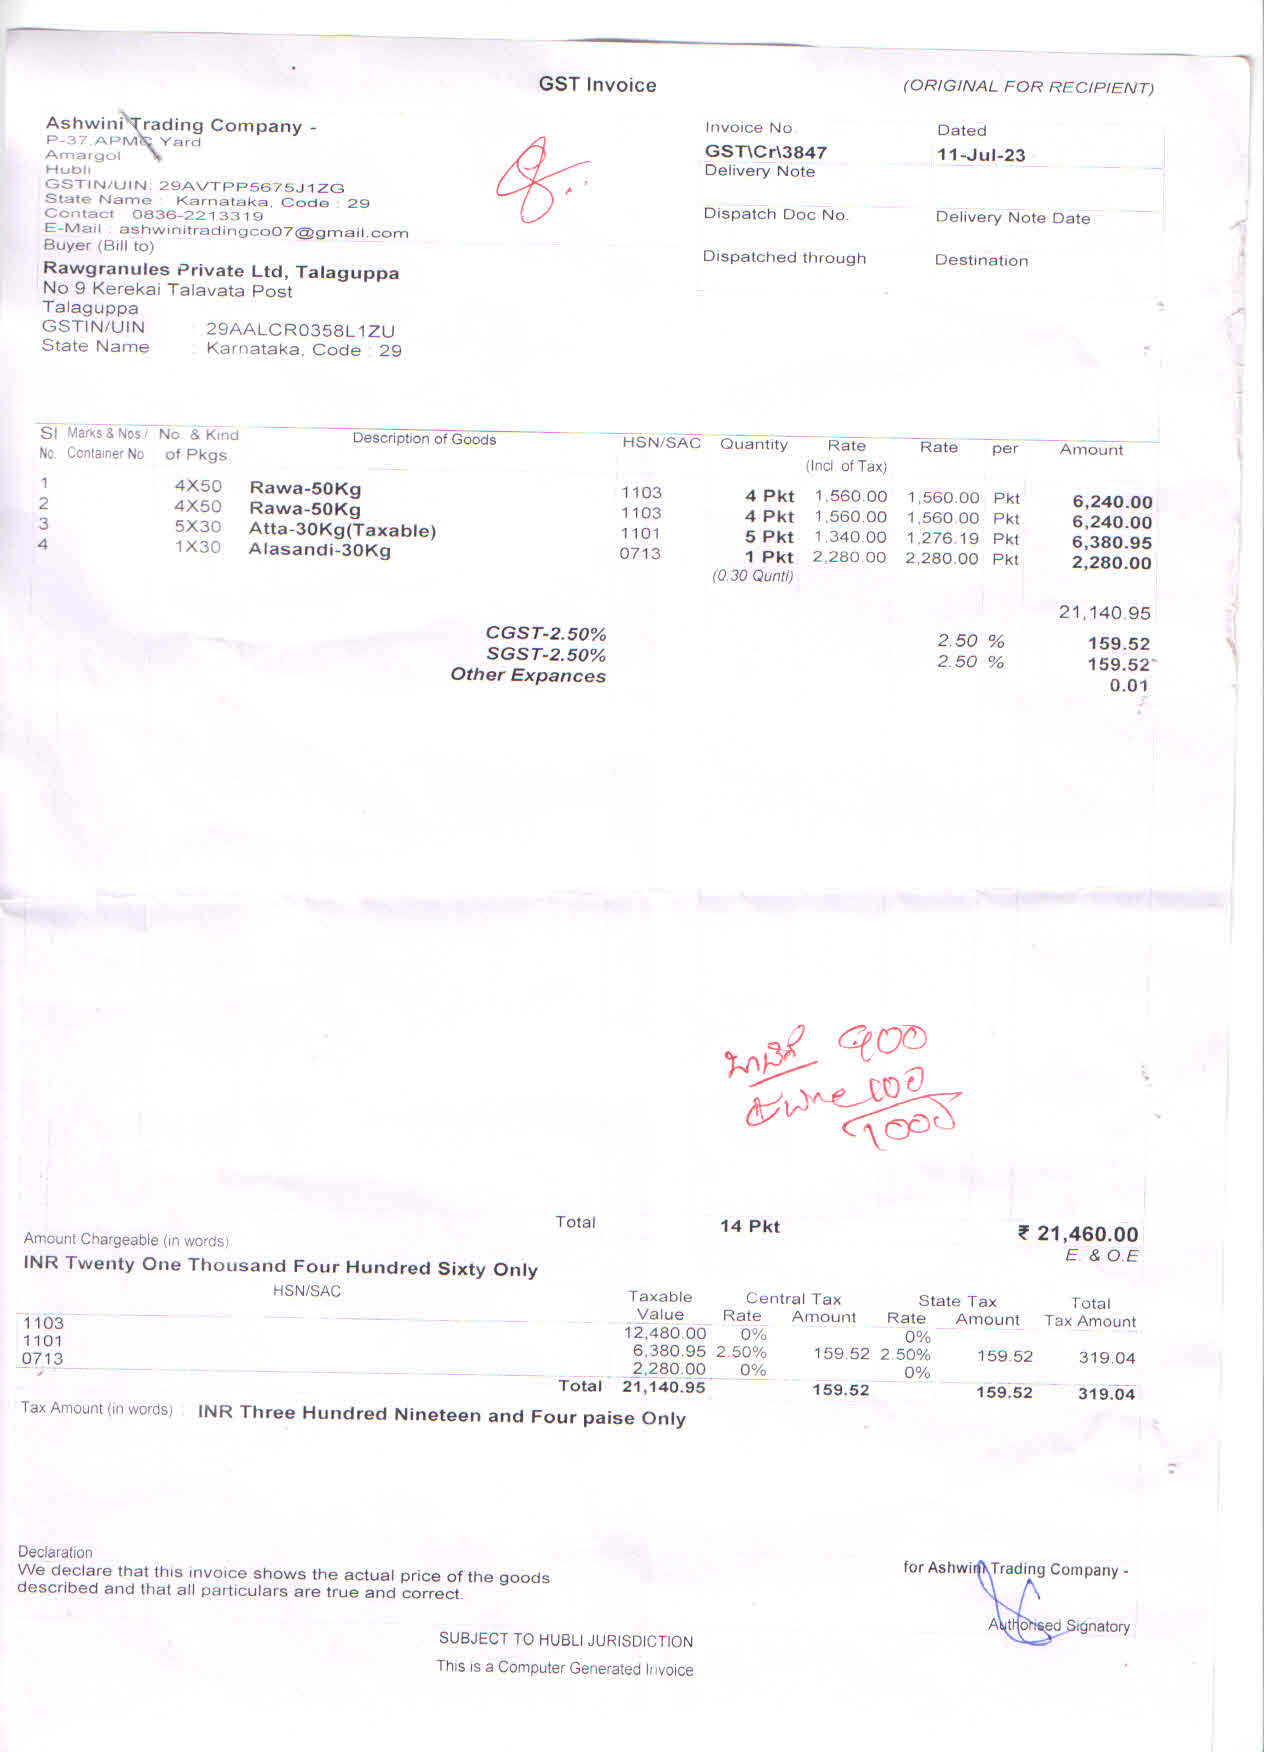 GST Invoice
(ORIGINAL FOR RECIPIENT)
Ashwini Trading Company -
P-37.APMC Yard
Amargol
Hubli
GSTIN/UIN: 29AVTPP5675J1ZG
State Name : Karnataka, Code : 29
Contact 0836-2213319
E-Mail : ashwinitradingco07@gmail.com
Buyer (Bill to)
Rawgranules Private Ltd, Talaguppa
No 9 Kerekai Talavata Post
Talaguppa
GSTIN/UIN : 29AALCR0358L1ZU
State Name : Karnataka, Code : 29
Invoice No. Dated
GST\Cr\3847 11-Jul-23
Delivery Note
Dispatch Doc No. Delivery Note Date
Dispatched through Destination
Sl Marks & Nos./ No. & Kind Description of Goods HSN/SAC Quantity Rate Rate per Amount
No. Container No of Pkgs (Incl. of Tax)
1 4X50 Rawa-50Kg 1103 4 Pkt 1,560.00 1,560.00 Pkt 6,240.00
2 4X50 Rawa-50Kg 1103 4 Pkt 1,560.00 1,560.00 Pkt 6,240.00
3 5X30 Atta-30Kg(Taxable) 1101 5 Pkt 1,340.00 1,276.19 Pkt 6,380.95
4 1X30 Alasandi-30Kg 0713 1 Pkt 2,280.00 2,280.00 Pkt 2,280.00
(0.30 Quntl)
21,140.95
CGST-2.50% 2.50 % 159.52
SGST-2.50% 2.50 % 159.52
Other Expances 0.01
900
100
1000
Total 14 Pkt ₹ 21,460.00
Amount Chargeable (in words) E. & O.E
INR Twenty One Thousand Four Hundred Sixty Only
HSN/SAC Taxable Central Tax State Tax Total
Value Rate Amount Rate Amount Tax Amount
1103 12,480.00 0% 0%
1101 6,380.95 2.50% 159.52 2.50% 159.52 319.04
0713 2,280.00 0% 0%
Total 21,140.95 159.52 159.52 319.04
Tax Amount (in words) : INR Three Hundred Nineteen and Four paise Only
Declaration
We declare that this invoice shows the actual price of the goods
described and that all particulars are true and correct.
for Ashwini Trading Company -
Authorised Signatory
SUBJECT TO HUBLI JURISDICTION
This is a Computer Generated Invoice